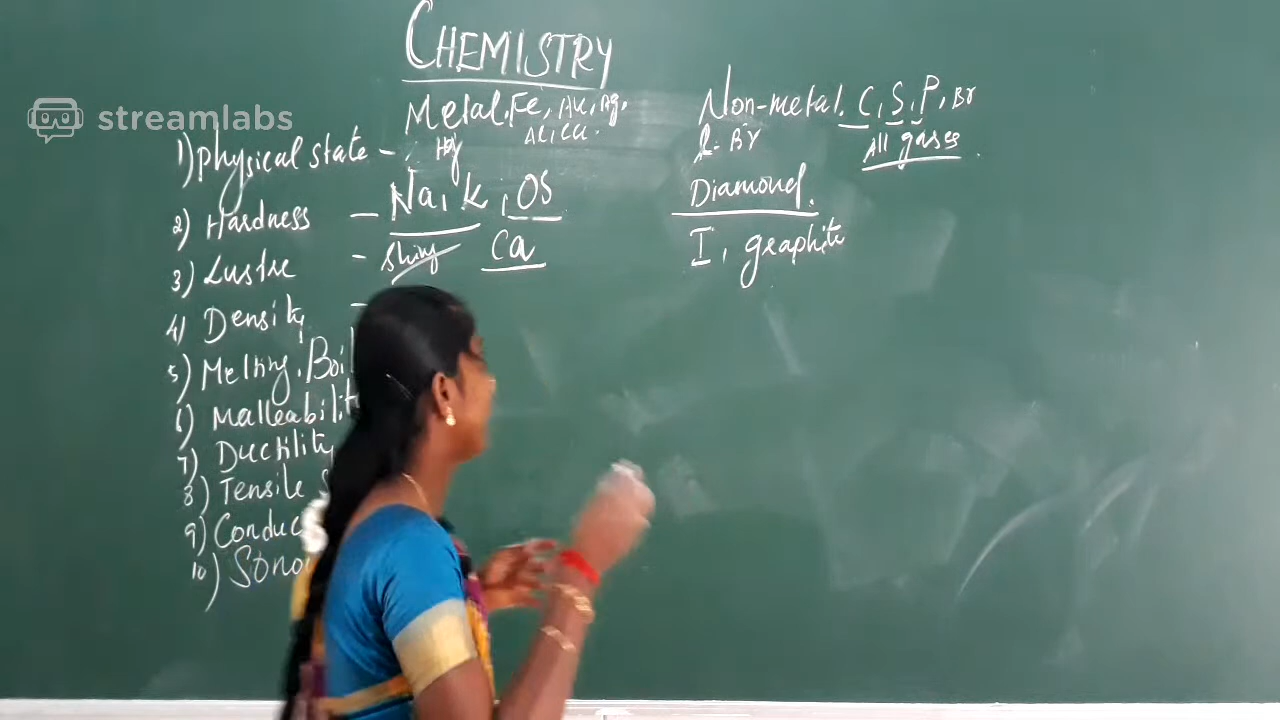 CHEMISTRY
streamlabs
Metal. Fe, Au, Ag,
Al, Cu.
Non-metal. C, S, P, Br
All gases.
1) Physical state - Hg
l. Br
2) Hardness - Na, K, OS
Diamond.
3) Lustre - Shiny Ca
I, graphite
4) Density -
5) Melting. Boil
6) Malleabilit
7) Ductility
8) Tensile S
9) Conduc
10) Sono